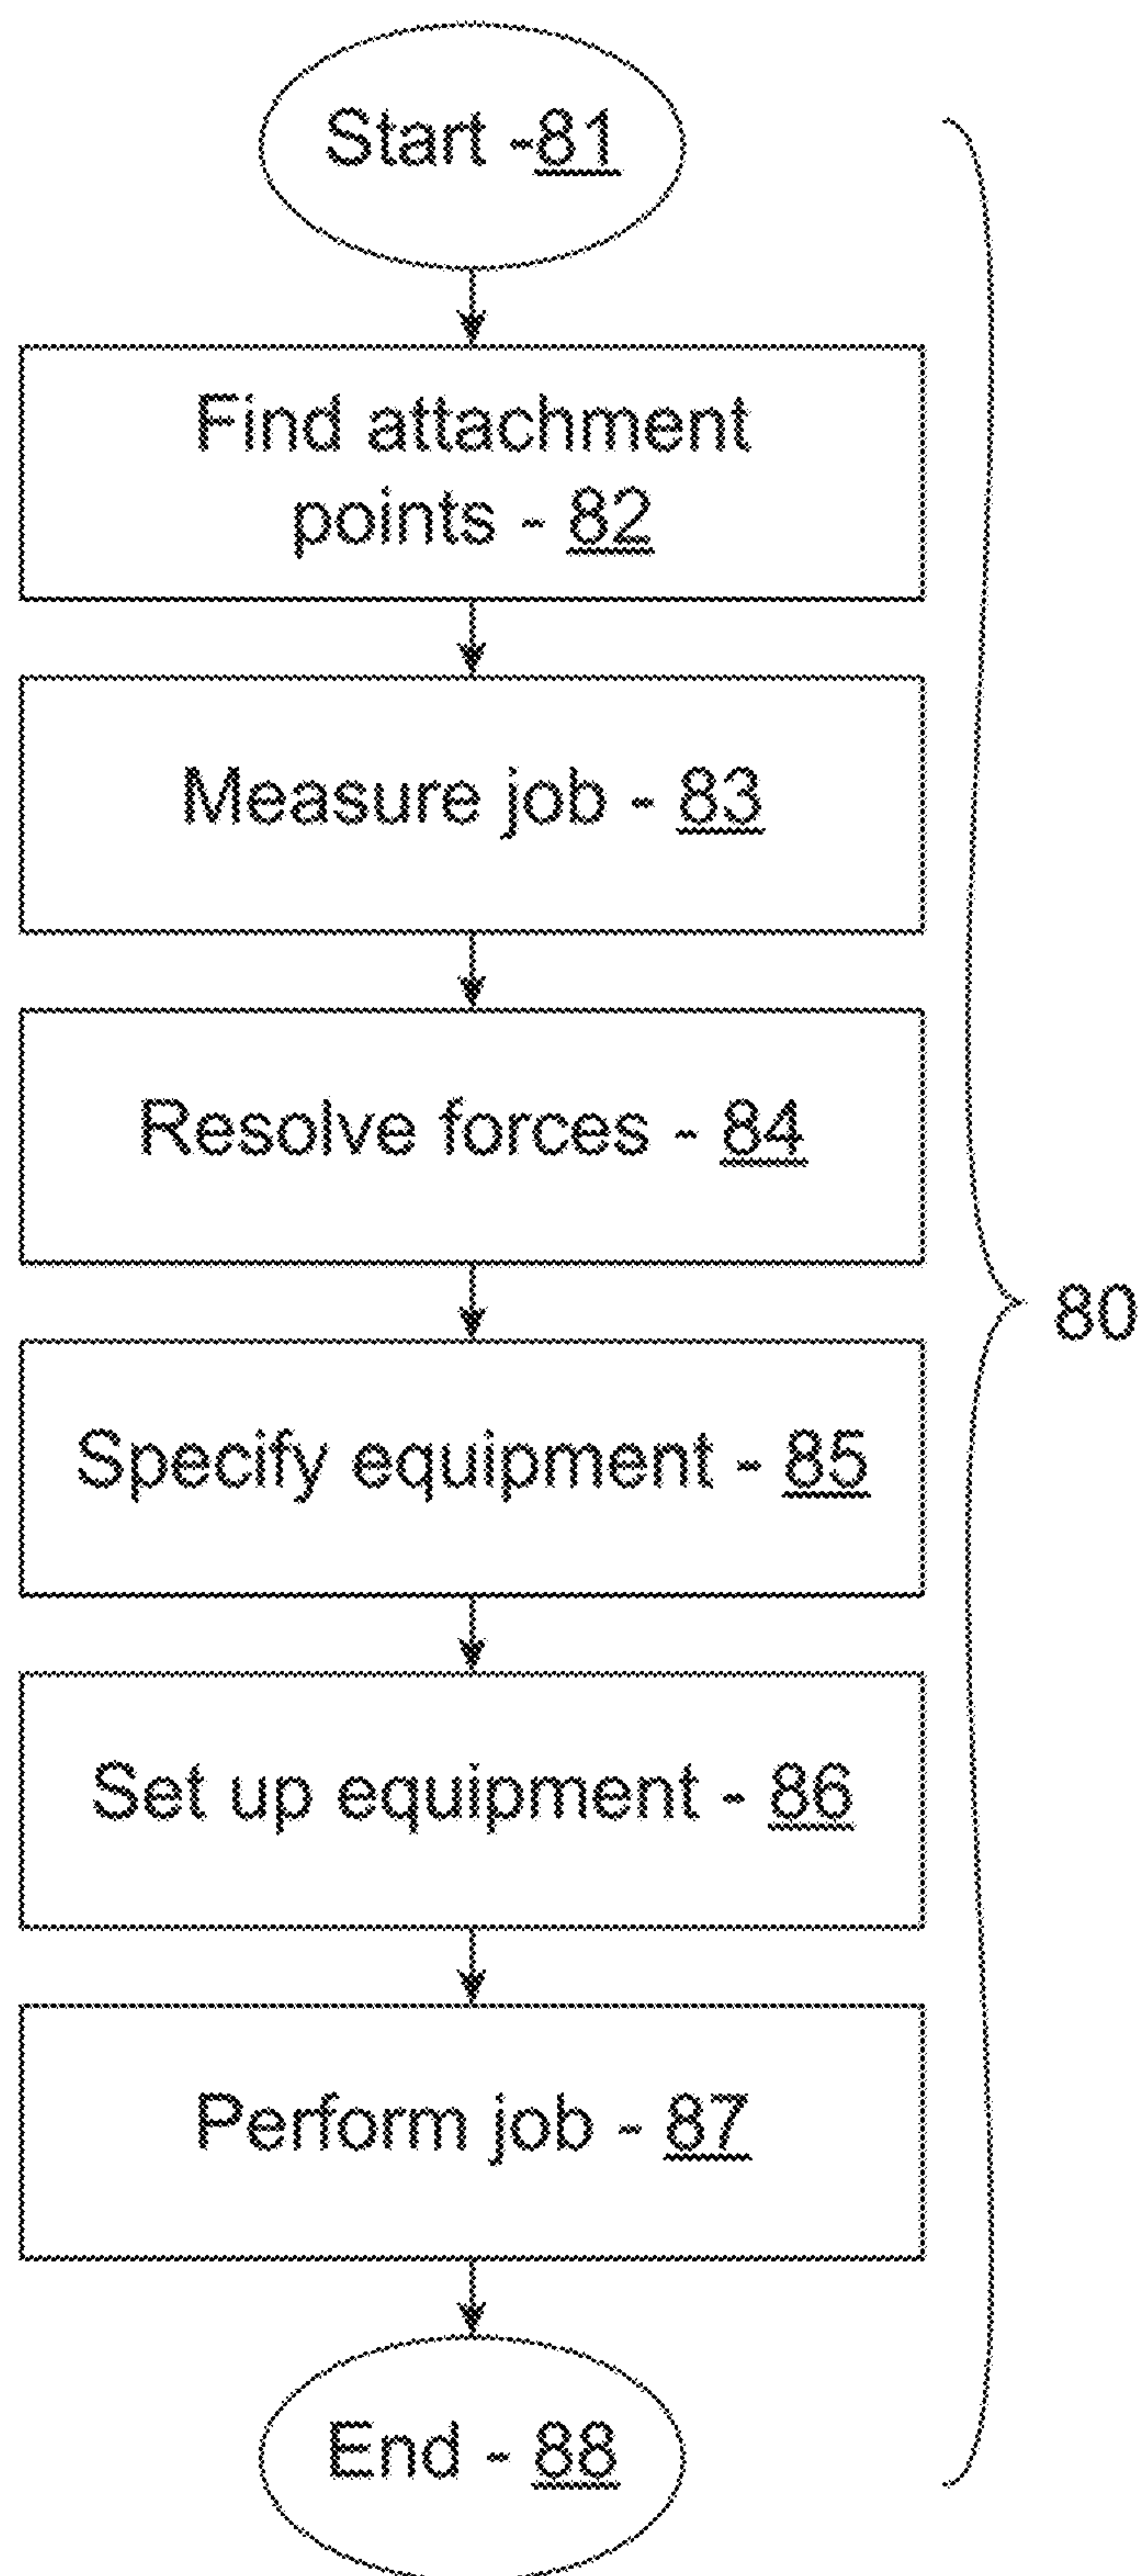 Start -81
Find attachment
points - 82
Measure job - 83
Resolve forces - 84
80
Specify equipment - 85
Set up equipment - 86
Perform job - 87
End - 88